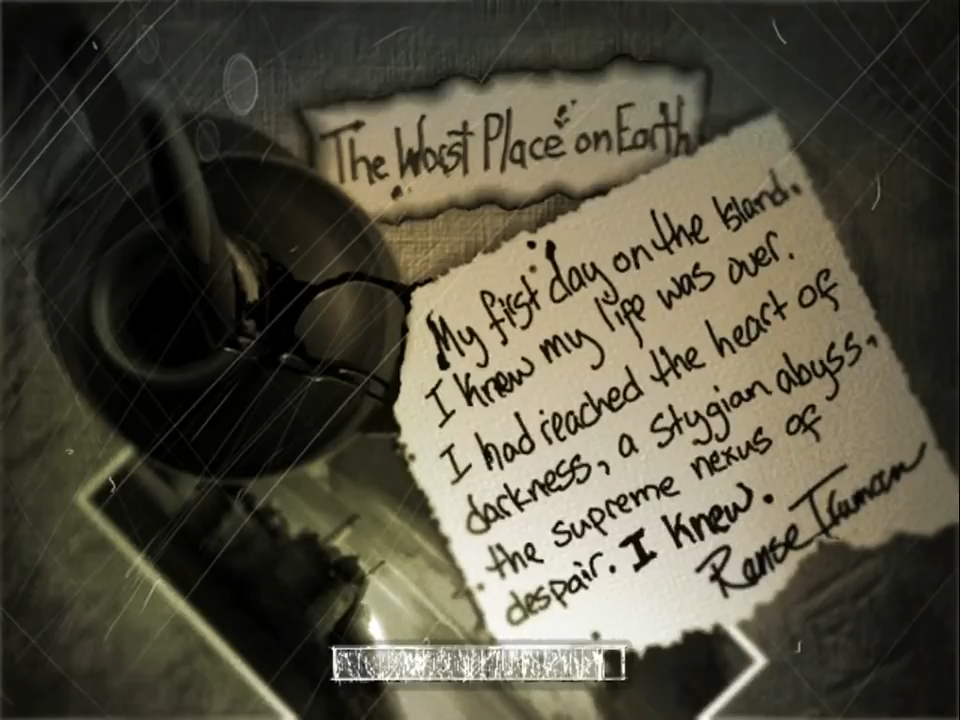 The Worst Place on Earth
My first day on the Island.
I knew my life was over.
I had reached the heart of
darkness, a stygian abyss,
the supreme nexus of
despair. I knew.
Ranse Truman